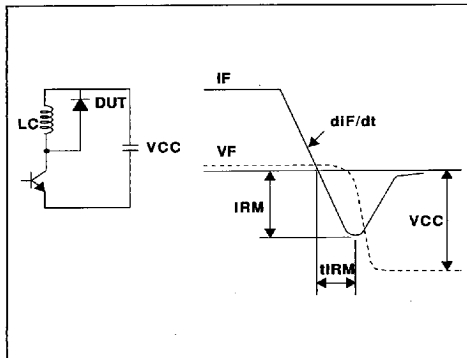 IF
DUT
diF/dt
LC
VCC
VF
IRM
VCC
tIRM